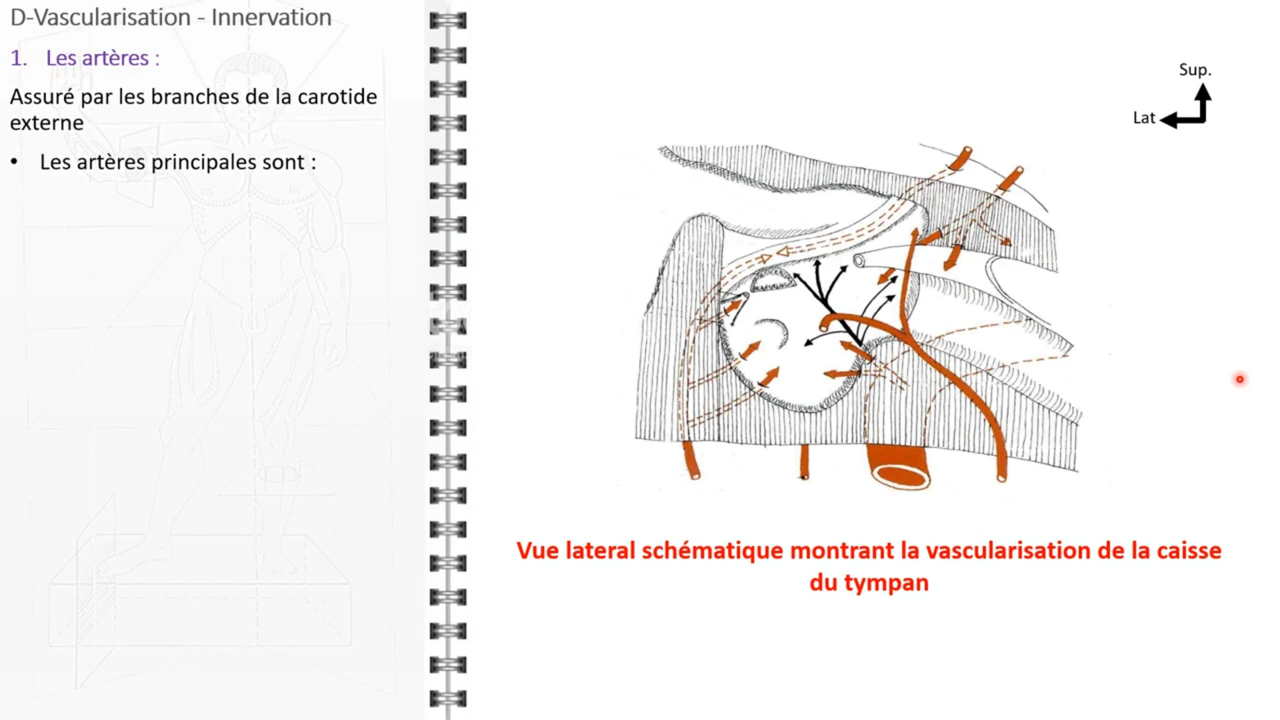 D-Vascularisation - Innervation
1. Les artères :
Assuré par les branches de la carotide
externe
• Les artères principales sont :
Sup.
Lat
Vue lateral schématique montrant la vascularisation de la caisse
du tympan